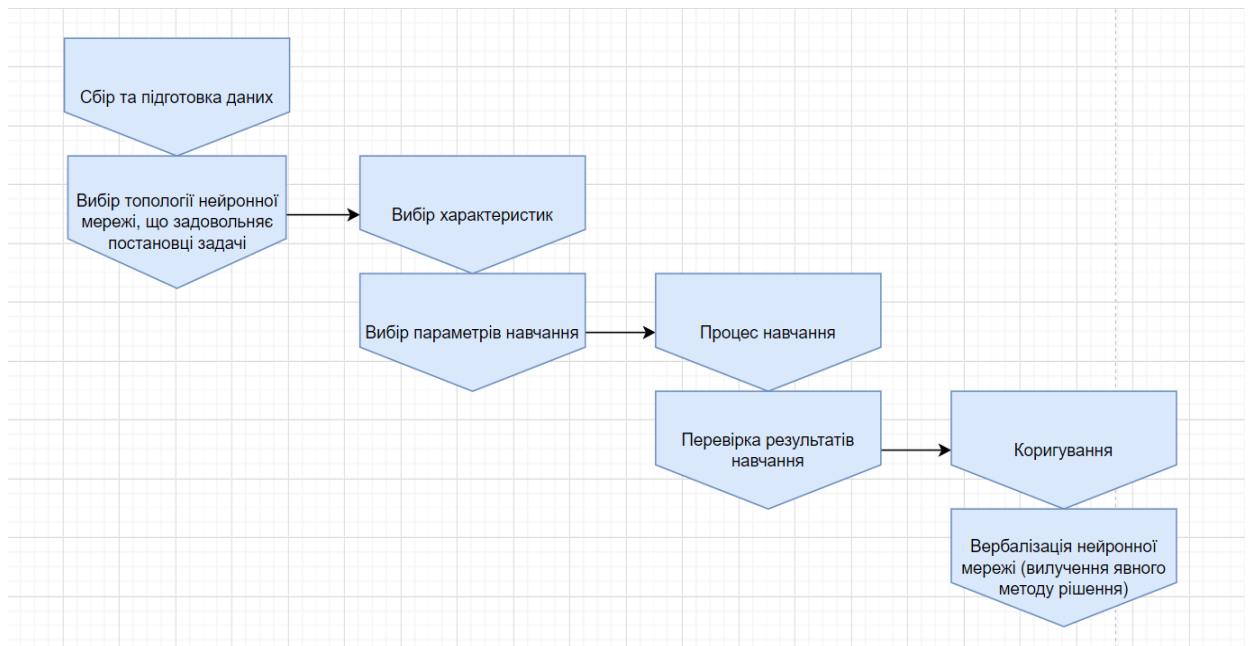 Сбір та підготовка даних
Вибір топології нейронної
мережі, що задовольняє
постановці задачі
Вибір характеристик
Вибір параметрів навчання
Процес навчання
Перевірка результатів
навчання
Коригування
Вербалізація нейронної
мережі (вилучення явного
методу рішення)